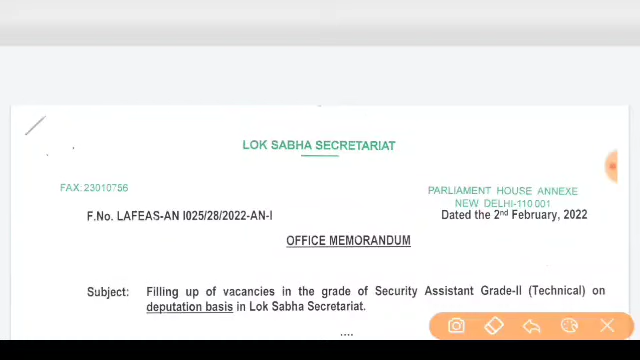 LOK SABHA SECRETARIAT
FAX: 23010756
PARLIAMENT HOUSE ANNEXE
NEW DELHI-110 001
F.No. LAFEAS-AN I025/28/2022-AN-I
Dated the 2nd February, 2022
OFFICE MEMORANDUM
Subject: Filling up of vacancies in the grade of Security Assistant Grade-II (Technical) on
deputation basis in Lok Sabha Secretariat.
....